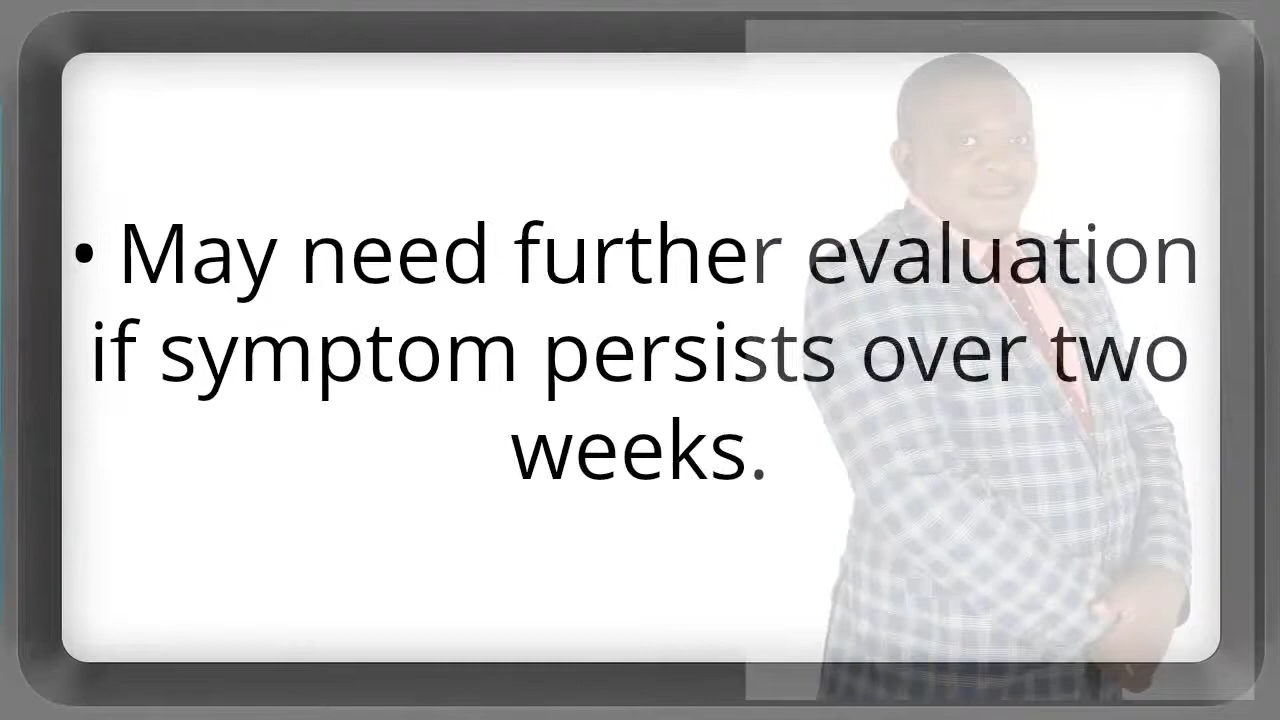 • May need further evaluation
if symptom persists over two
weeks.